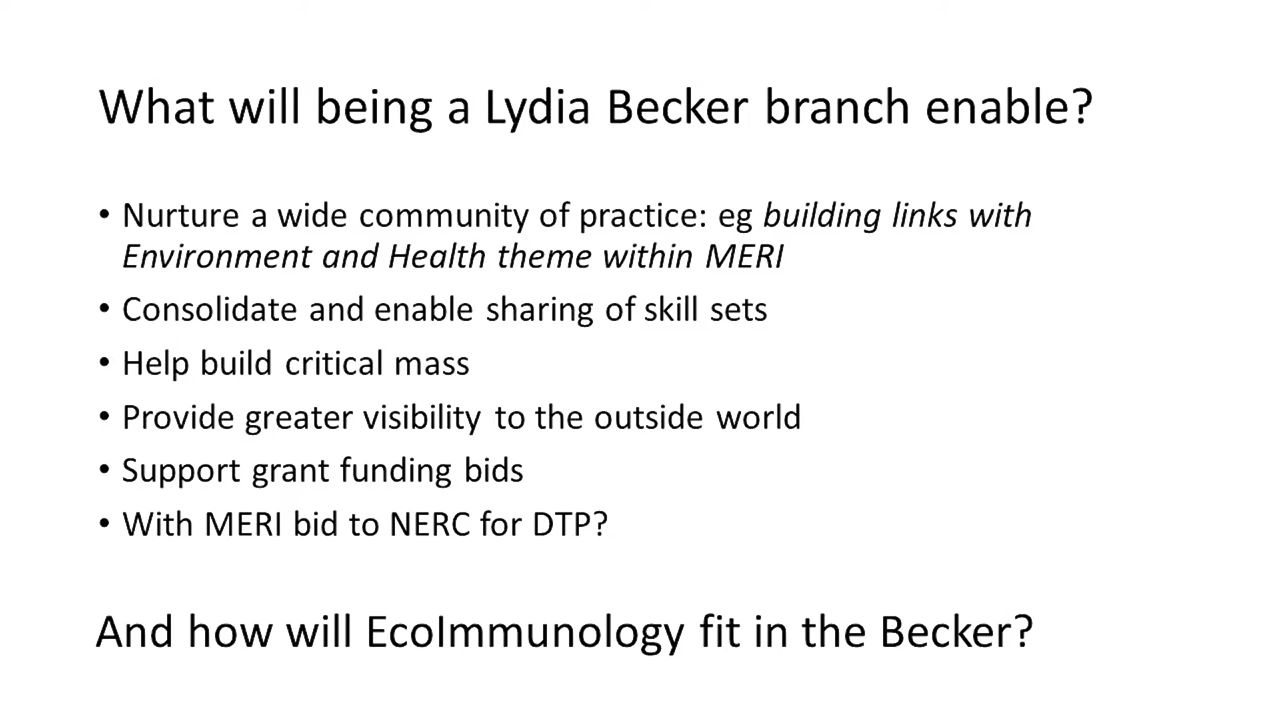 What will being a Lydia Becker branch enable?
• Nurture a wide community of practice: eg building links with
Environment and Health theme within MERI
• Consolidate and enable sharing of skill sets
• Help build critical mass
• Provide greater visibility to the outside world
• Support grant funding bids
• With MERI bid to NERC for DTP?
And how will EcoImmunology fit in the Becker?